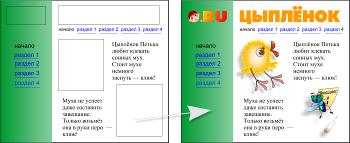 начало раздел 1 раздел 2 раздел 3 раздел 4
начало
раздел 1
раздел 2
раздел 3
раздел 4
Цыплёнок Петька
любит клевать
сонных мух.
Стоит мухе
немного
заснуть — клюк!
Муха не успеет
даже составить
завещание.
Только возьмёт
она в руки перо —
клюк!
.RU ЦЫПЛЁНОК
начало раздел 1 раздел 2 раздел 3 раздел 4
начало
раздел 1
раздел 2
раздел 3
раздел 4
Цыплёнок Петька
любит клевать
сонных мух.
Стоит мухе
немного
заснуть — клюк!
Муха не успеет
даже составить
завещание.
Только возьмёт
она в руки перо —
клюк!